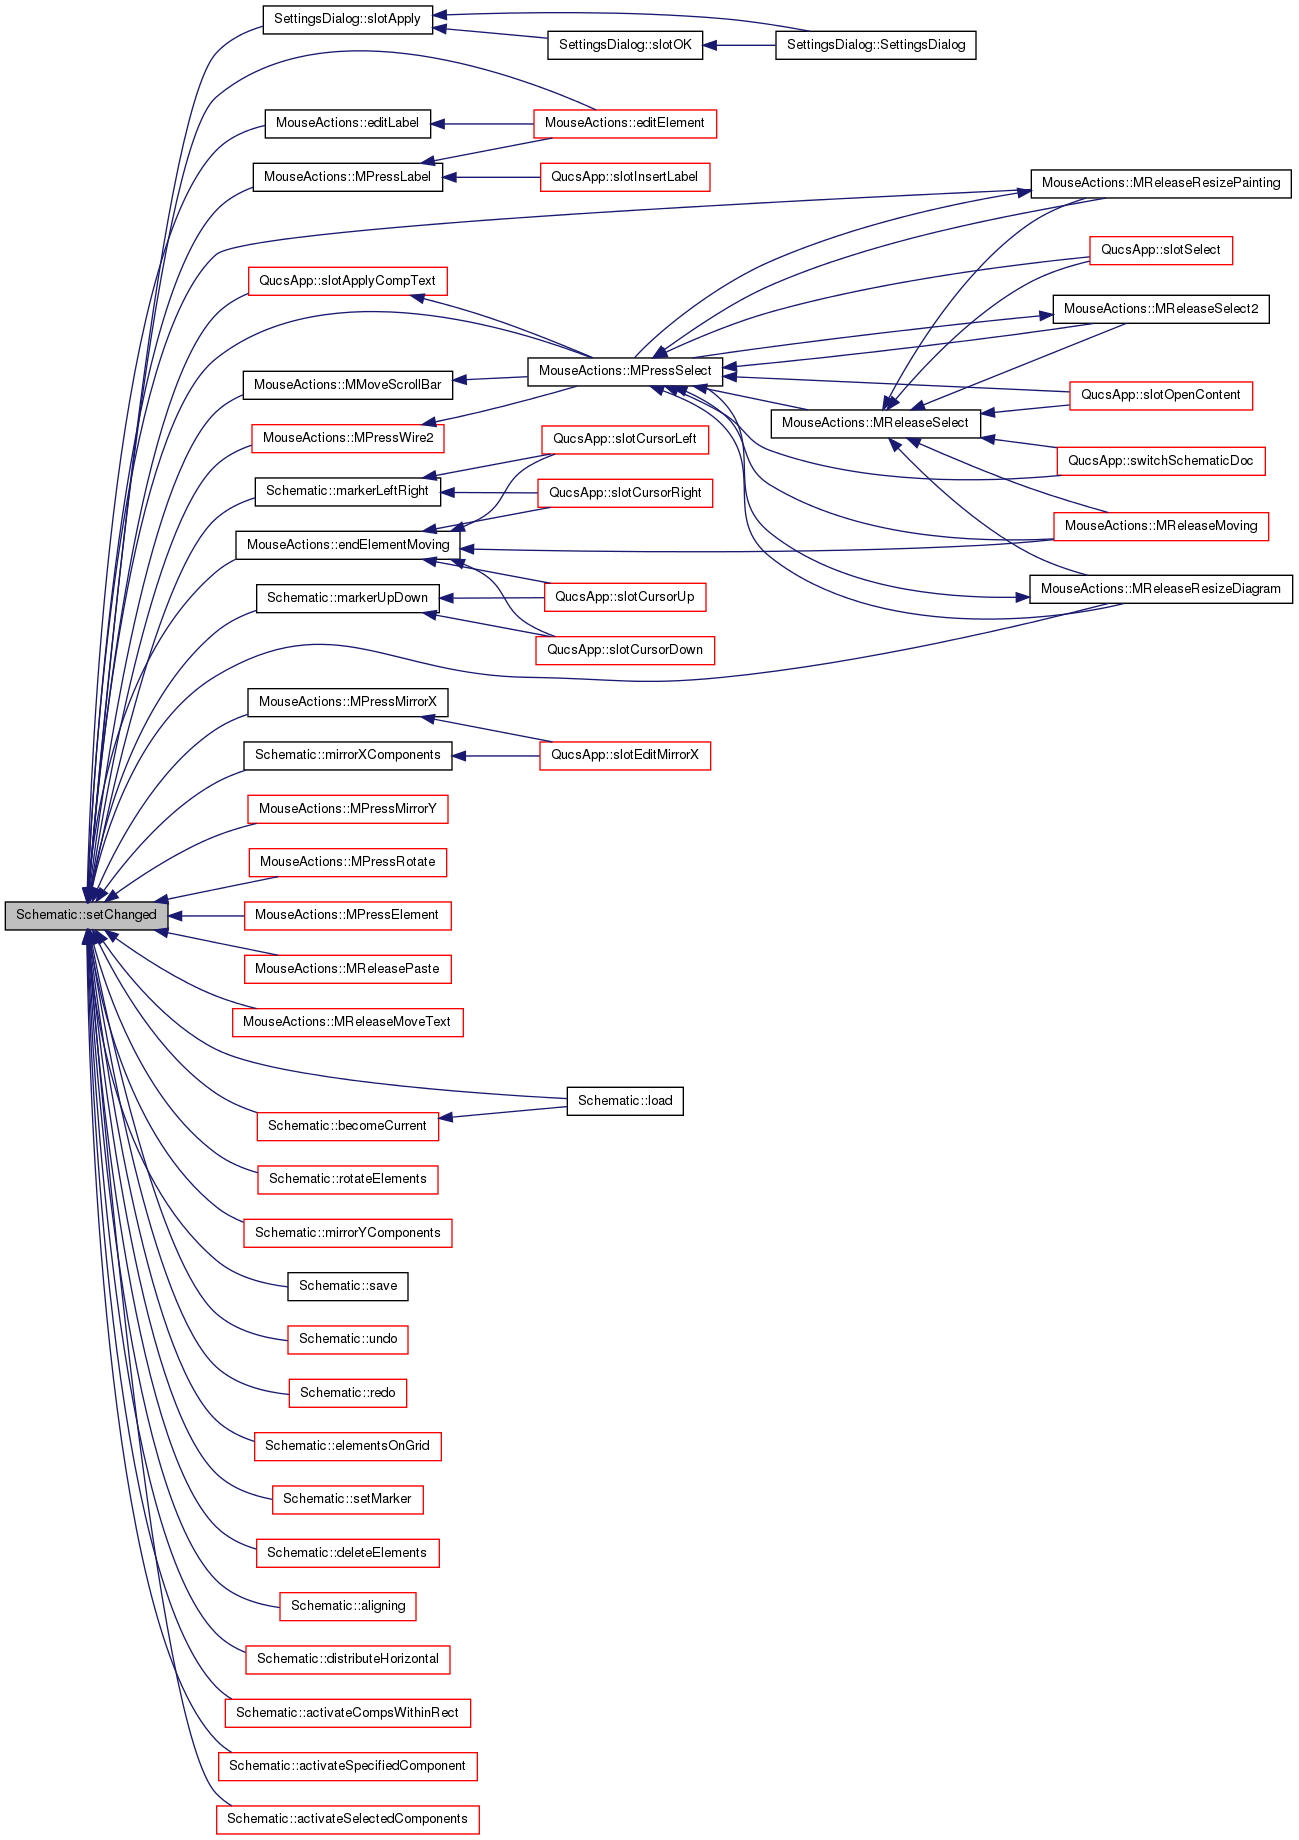 SettingsDialog::slotApply
SettingsDialog::slotOK
SettingsDialog::SettingsDialog
MouseActions::editLabel
MouseActions::editElement
MouseActions::MPressLabel
QucsApp::slotInsertLabel
MouseActions::MReleaseResizePainting
QucsApp::slotSelect
QucsApp::slotApplyCompText
MouseActions::MReleaseSelect2
MouseActions::MPressSelect
MouseActions::MMoveScrollBar
QucsApp::slotOpenContent
MouseActions::MReleaseSelect
MouseActions::MPressWire2
QucsApp::slotCursorLeft
QucsApp::switchSchematicDoc
Schematic::markerLeftRight
QucsApp::slotCursorRight
MouseActions::MReleaseMoving
MouseActions::endElementMoving
MouseActions::MReleaseResizeDiagram
Schematic::markerUpDown
QucsApp::slotCursorUp
QucsApp::slotCursorDown
MouseActions::MPressMirrorX
Schematic::mirrorXComponents
QucsApp::slotEditMirrorX
MouseActions::MPressMirrorY
MouseActions::MPressRotate
Schematic::setChanged
MouseActions::MPressElement
MouseActions::MReleasePaste
MouseActions::MReleaseMoveText
Schematic::load
Schematic::becomeCurrent
Schematic::rotateElements
Schematic::mirrorYComponents
Schematic::save
Schematic::undo
Schematic::redo
Schematic::elementsOnGrid
Schematic::setMarker
Schematic::deleteElements
Schematic::aligning
Schematic::distributeHorizontal
Schematic::activateCompsWithinRect
Schematic::activateSpecifiedComponent
Schematic::activateSelectedComponents